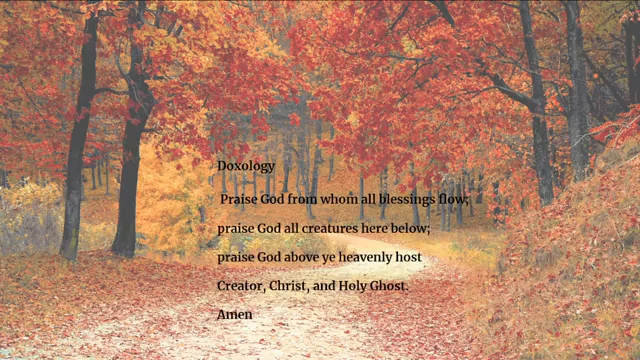 Doxology
Praise God from whom all blessings flow;
praise God all creatures here below;
praise God above ye heavenly host
Creator, Christ, and Holy Ghost.
Amen